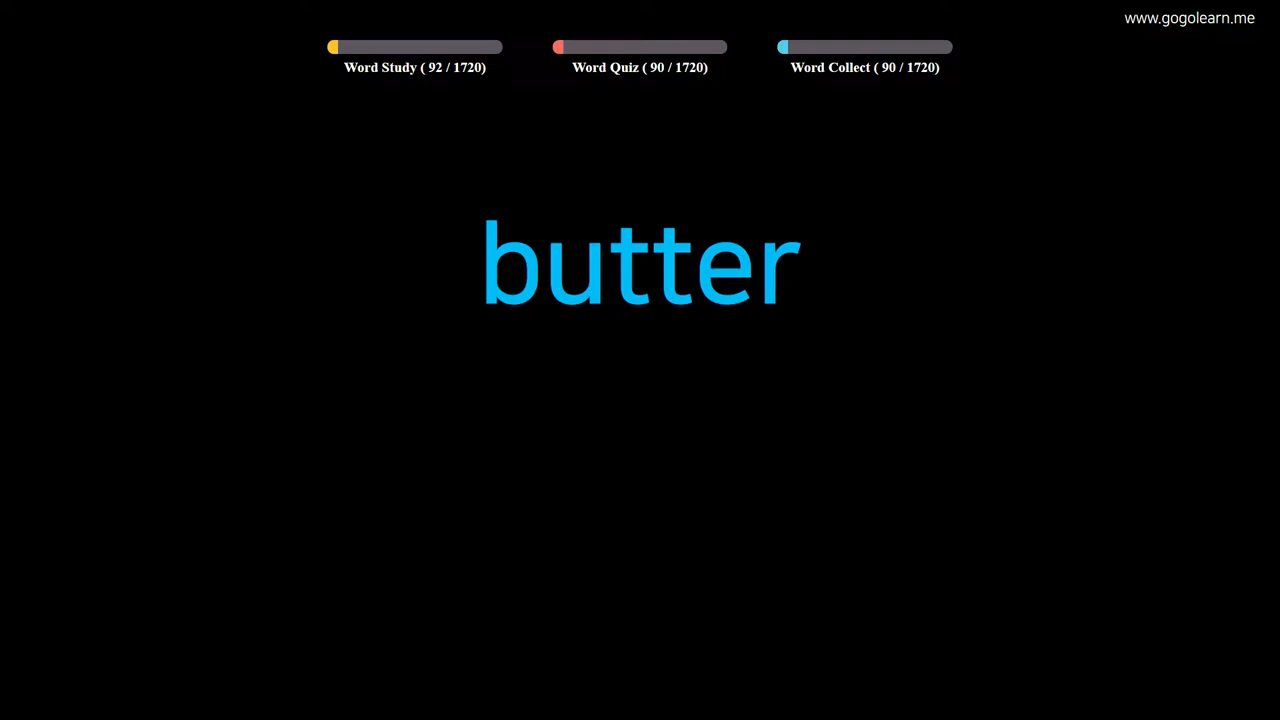 www.gogolearn.me
Word Study ( 92 / 1720)
Word Quiz ( 90 / 1720)
Word Collect ( 90 / 1720)
butter